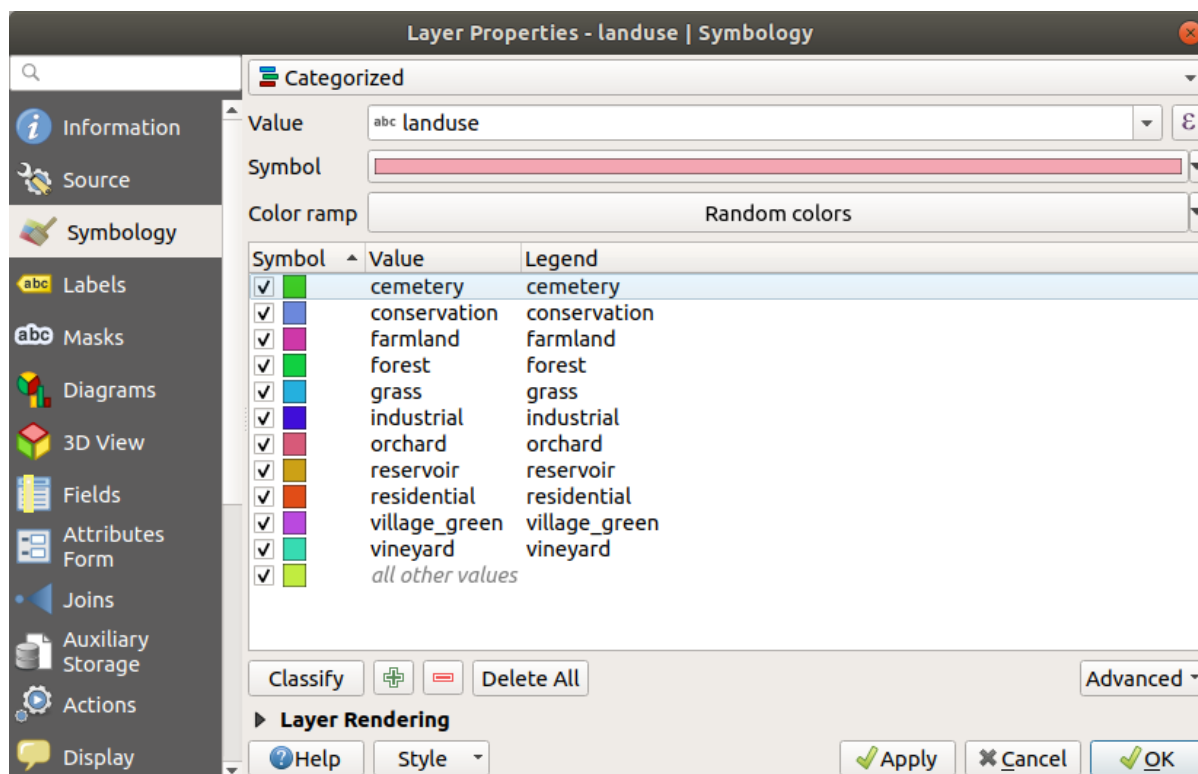 Layer Properties - landuse | Symbology
Categorized
Information
Value abc landuse ε
Source
Symbol
Symbology
Color ramp Random colors
Symbol Value Legend
abc Labels
cemetery cemetery
conservation conservation
abc Masks
farmland farmland
forest forest
Diagrams
grass grass
industrial industrial
3D View
orchard orchard
reservoir reservoir
Fields
residential residential
village_green village_green
Attributes
Form
vineyard vineyard
all other values
Joins
Auxiliary
Storage
Classify Delete All Advanced
Actions
Layer Rendering
Display
Help Style Apply Cancel OK